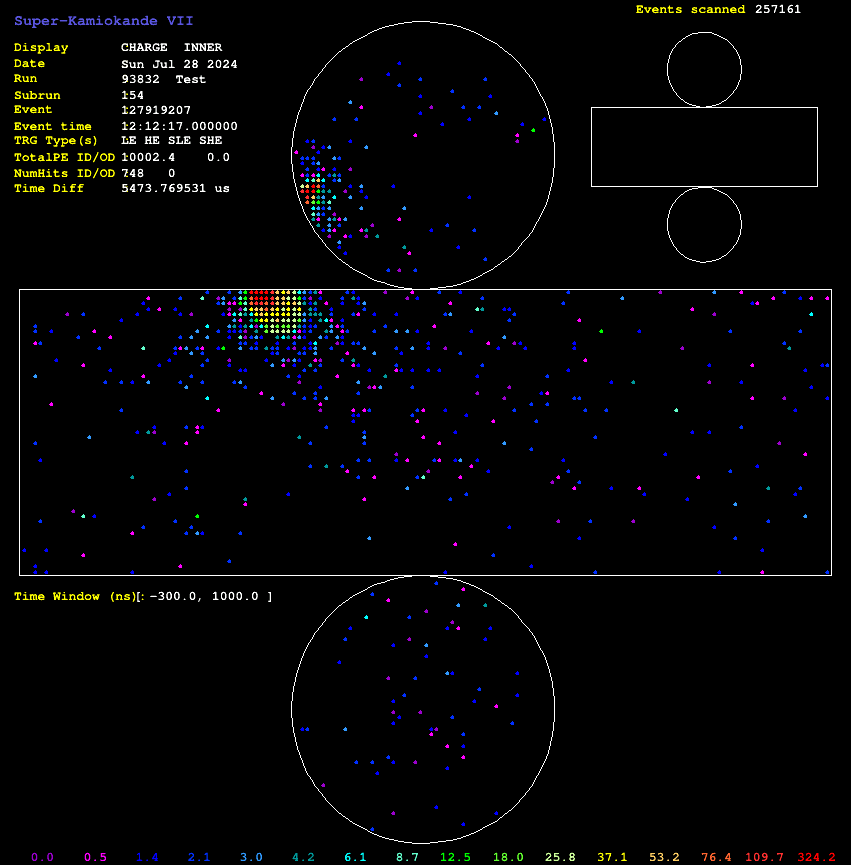 Super-Kamiokande VII
Events scanned 257161
Display CHARGE INNER
Date Sun Jul 28 2024
Run 93832 Test
Subrun 154
Event 127919207
Event time 12:12:17.000000
TRG Type(s) LE HE SLE SHE
TotalPE ID/OD 10002.4 0.0
NumHits ID/OD 748 0
Time Diff 5473.769531 us
Time Window (ns)[: -300.0, 1000.0 ]
0.0 0.5 1.4 2.1 3.0 4.2 6.1 8.7 12.5 18.0 25.8 37.1 53.2 76.4 109.7 324.2